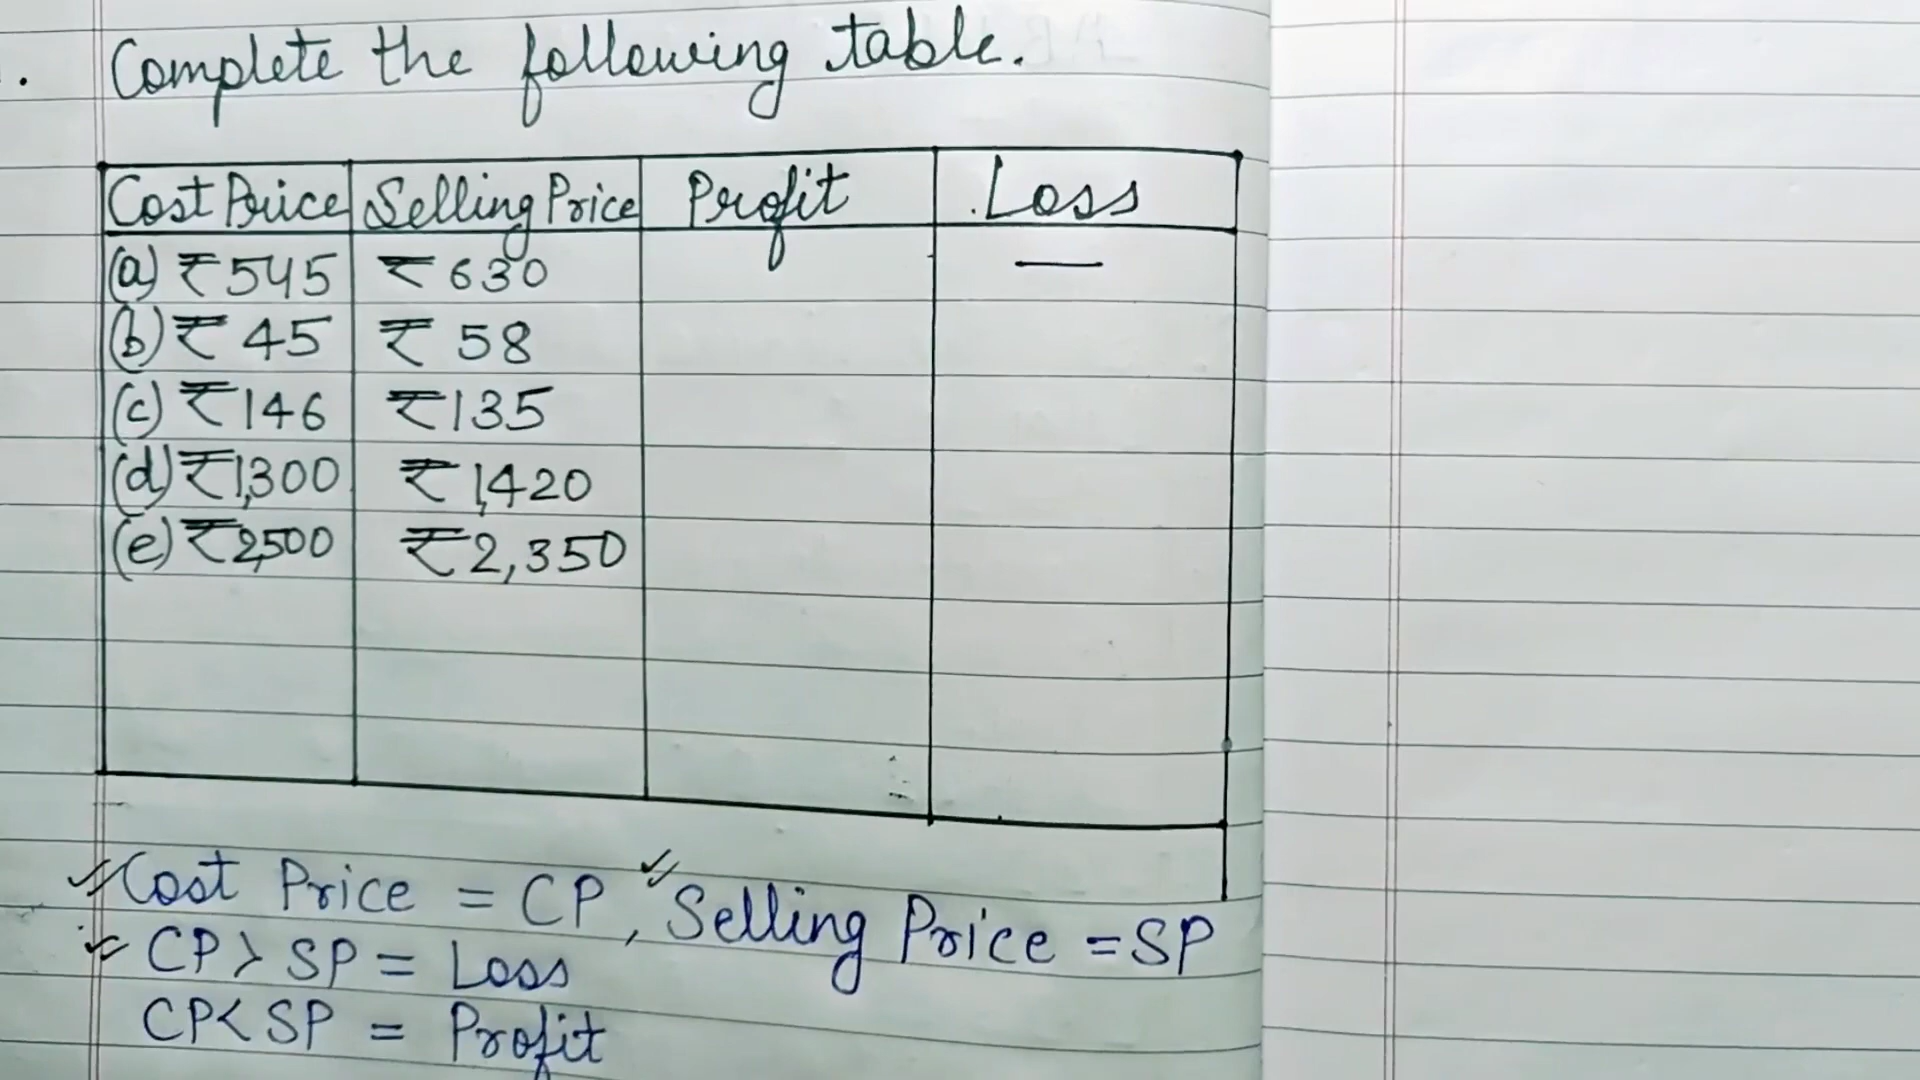 . Complete the following table.
Cost Price Selling Price Profit Loss
(a) ₹545 ₹630 —
(b) ₹ 45 ₹ 58
(c) ₹146 ₹135
(d) ₹1,300 ₹1,420
(e) ₹2,500 ₹2,350
Cost Price = CP, Selling Price = SP
CP > SP = Loss
CP < SP = Profit